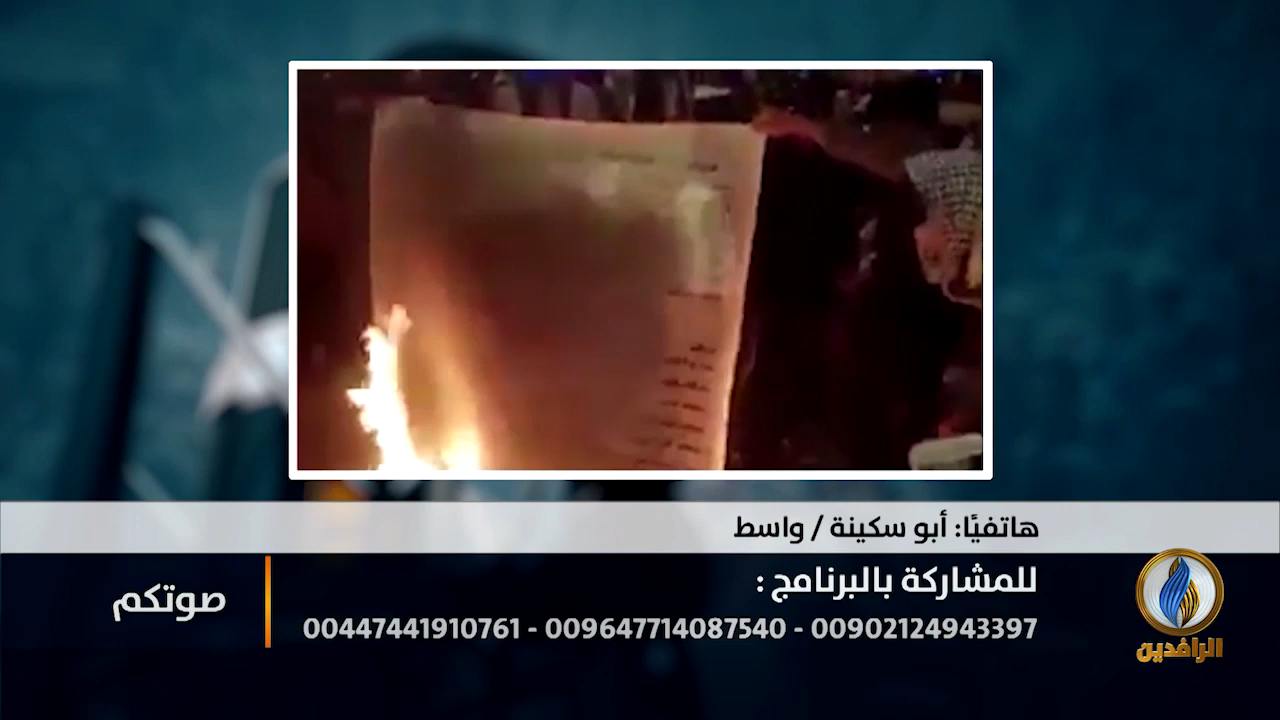 هاتفيًا: أبو سكينة / واسط
للمشاركة بالبرنامج :
00447441910761 - 009647714087540 - 00902124943397
صوتكم
الرافدين